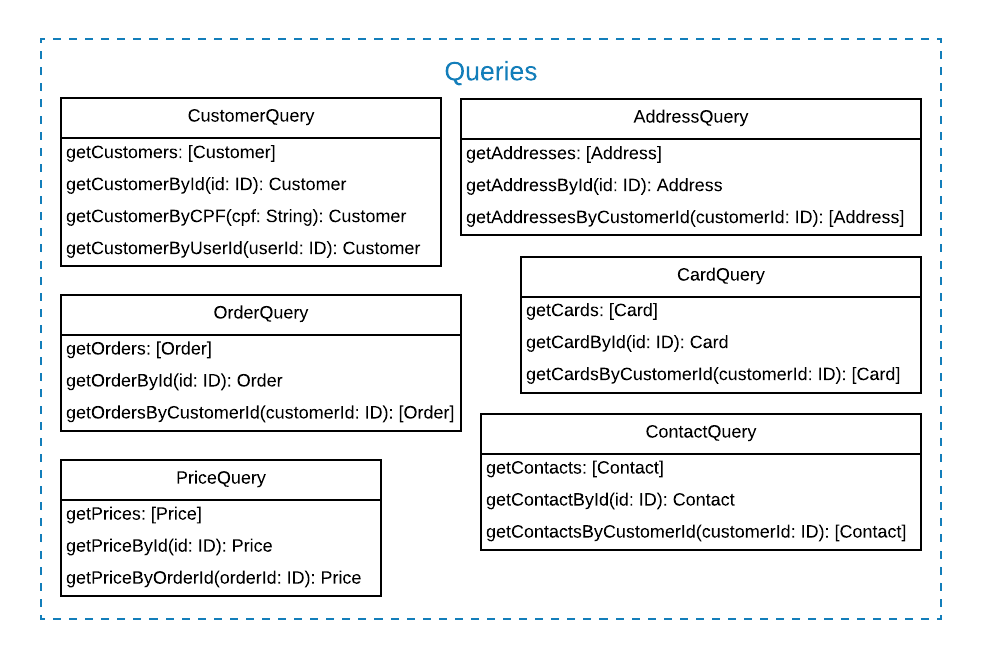 Queries
CustomerQuery
getCustomers: [Customer]
getCustomerById(id: ID): Customer
getCustomerByCPF(cpf: String): Customer
getCustomerByUserId(userId: ID): Customer
AddressQuery
getAddresses: [Address]
getAddressById(id: ID): Address
getAddressesByCustomerId(customerId: ID): [Address]
OrderQuery
getOrders: [Order]
getOrderById(id: ID): Order
getOrdersByCustomerId(customerId: ID): [Order]
CardQuery
getCards: [Card]
getCardById(id: ID): Card
getCardsByCustomerId(customerId: ID): [Card]
PriceQuery
getPrices: [Price]
getPriceById(id: ID): Price
getPriceByOrderId(orderId: ID): Price
ContactQuery
getContacts: [Contact]
getContactById(id: ID): Contact
getContactsByCustomerId(customerId: ID): [Contact]